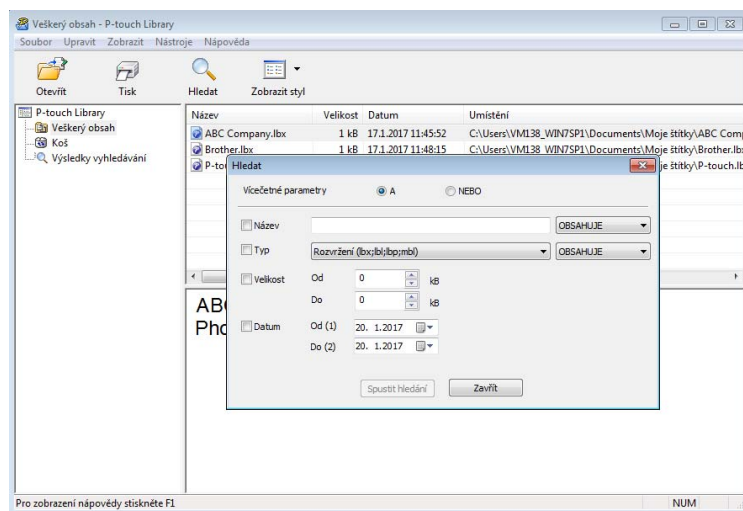 Veškerý obsah - P-touch Library
Soubor Upravit Zobrazit Nástroje Nápověda
Otevřít Tisk Hledat Zobrazit styl
P-touch Library
Veškerý obsah
Koš
Výsledky vyhledávání
Název Velikost Datum Umístění
ABC Company.lbx 1 kB 17.1.2017 11:45:52 C:\Users\VM138_WIN7SP1\Documents\Moje štítky\ABC Comp
Brother.lbx 1 kB 17.1.2017 11:48:15 C:\Users\VM138_WIN7SP1\Documents\Moje štítky\Brother.lb
P-to je štítky\P-touch.lb
Hledat
Vícečetné parametry A NEBO
Název OBSAHUJE
Typ Rozvržení (lbx;lbl;lbp;mbl) OBSAHUJE
Velikost Od 0 kB
Do 0 kB
Datum Od (1) 20. 1.2017
Do (2) 20. 1.2017
Spustit hledání Zavřít
ABC
Pho
Pro zobrazení nápovědy stiskněte F1 NUM